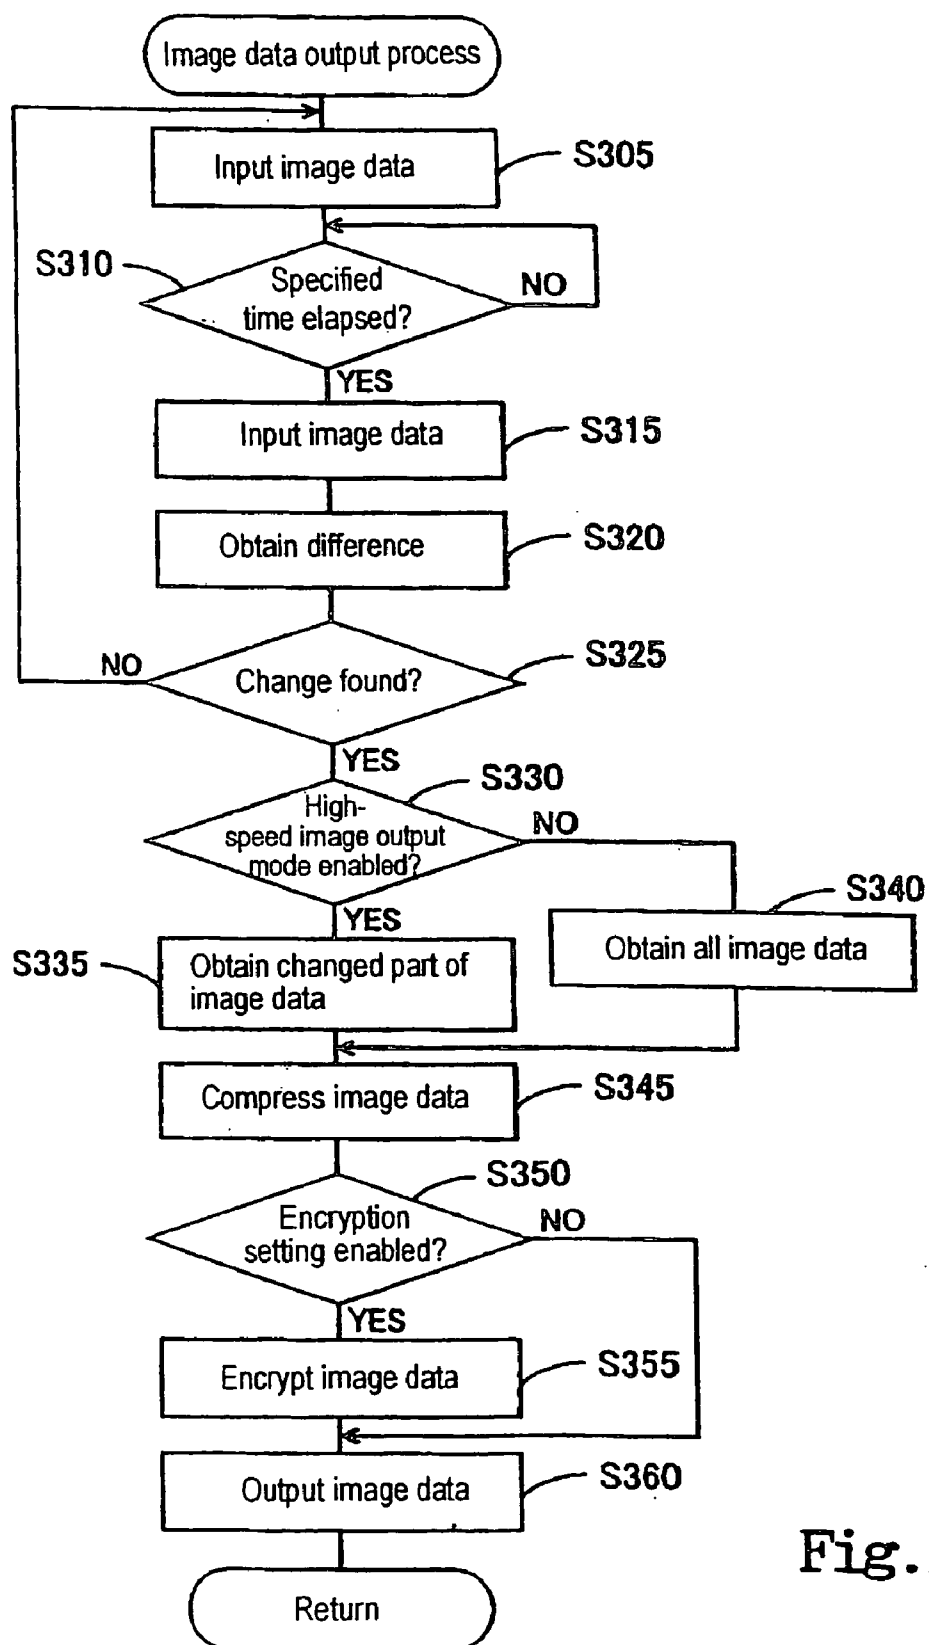 Image data output process
Input image data
S305
S310
Specified
time elapsed?
NO
YES
Input image data
S315
Obtain difference
S320
S325
NO
Change found?
YES
S330
High-
speed image output
mode enabled?
NO
YES
S340
Obtain all image data
S335
Obtain changed part of
image data
Compress image data
S345
S350
Encryption
setting enabled?
NO
YES
Encrypt image data
S355
Output image data
S360
Return
Fig.